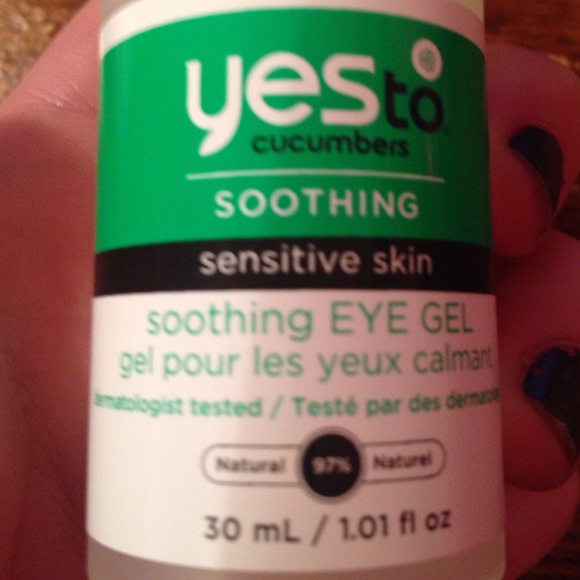 yes to
cucumbers
SOOTHING
sensitive skin
soothing EYE GEL
gel pour les yeux calmant
tested / Testé par des
Natural 97% Naturel
30 mL / 1.01 fl oz